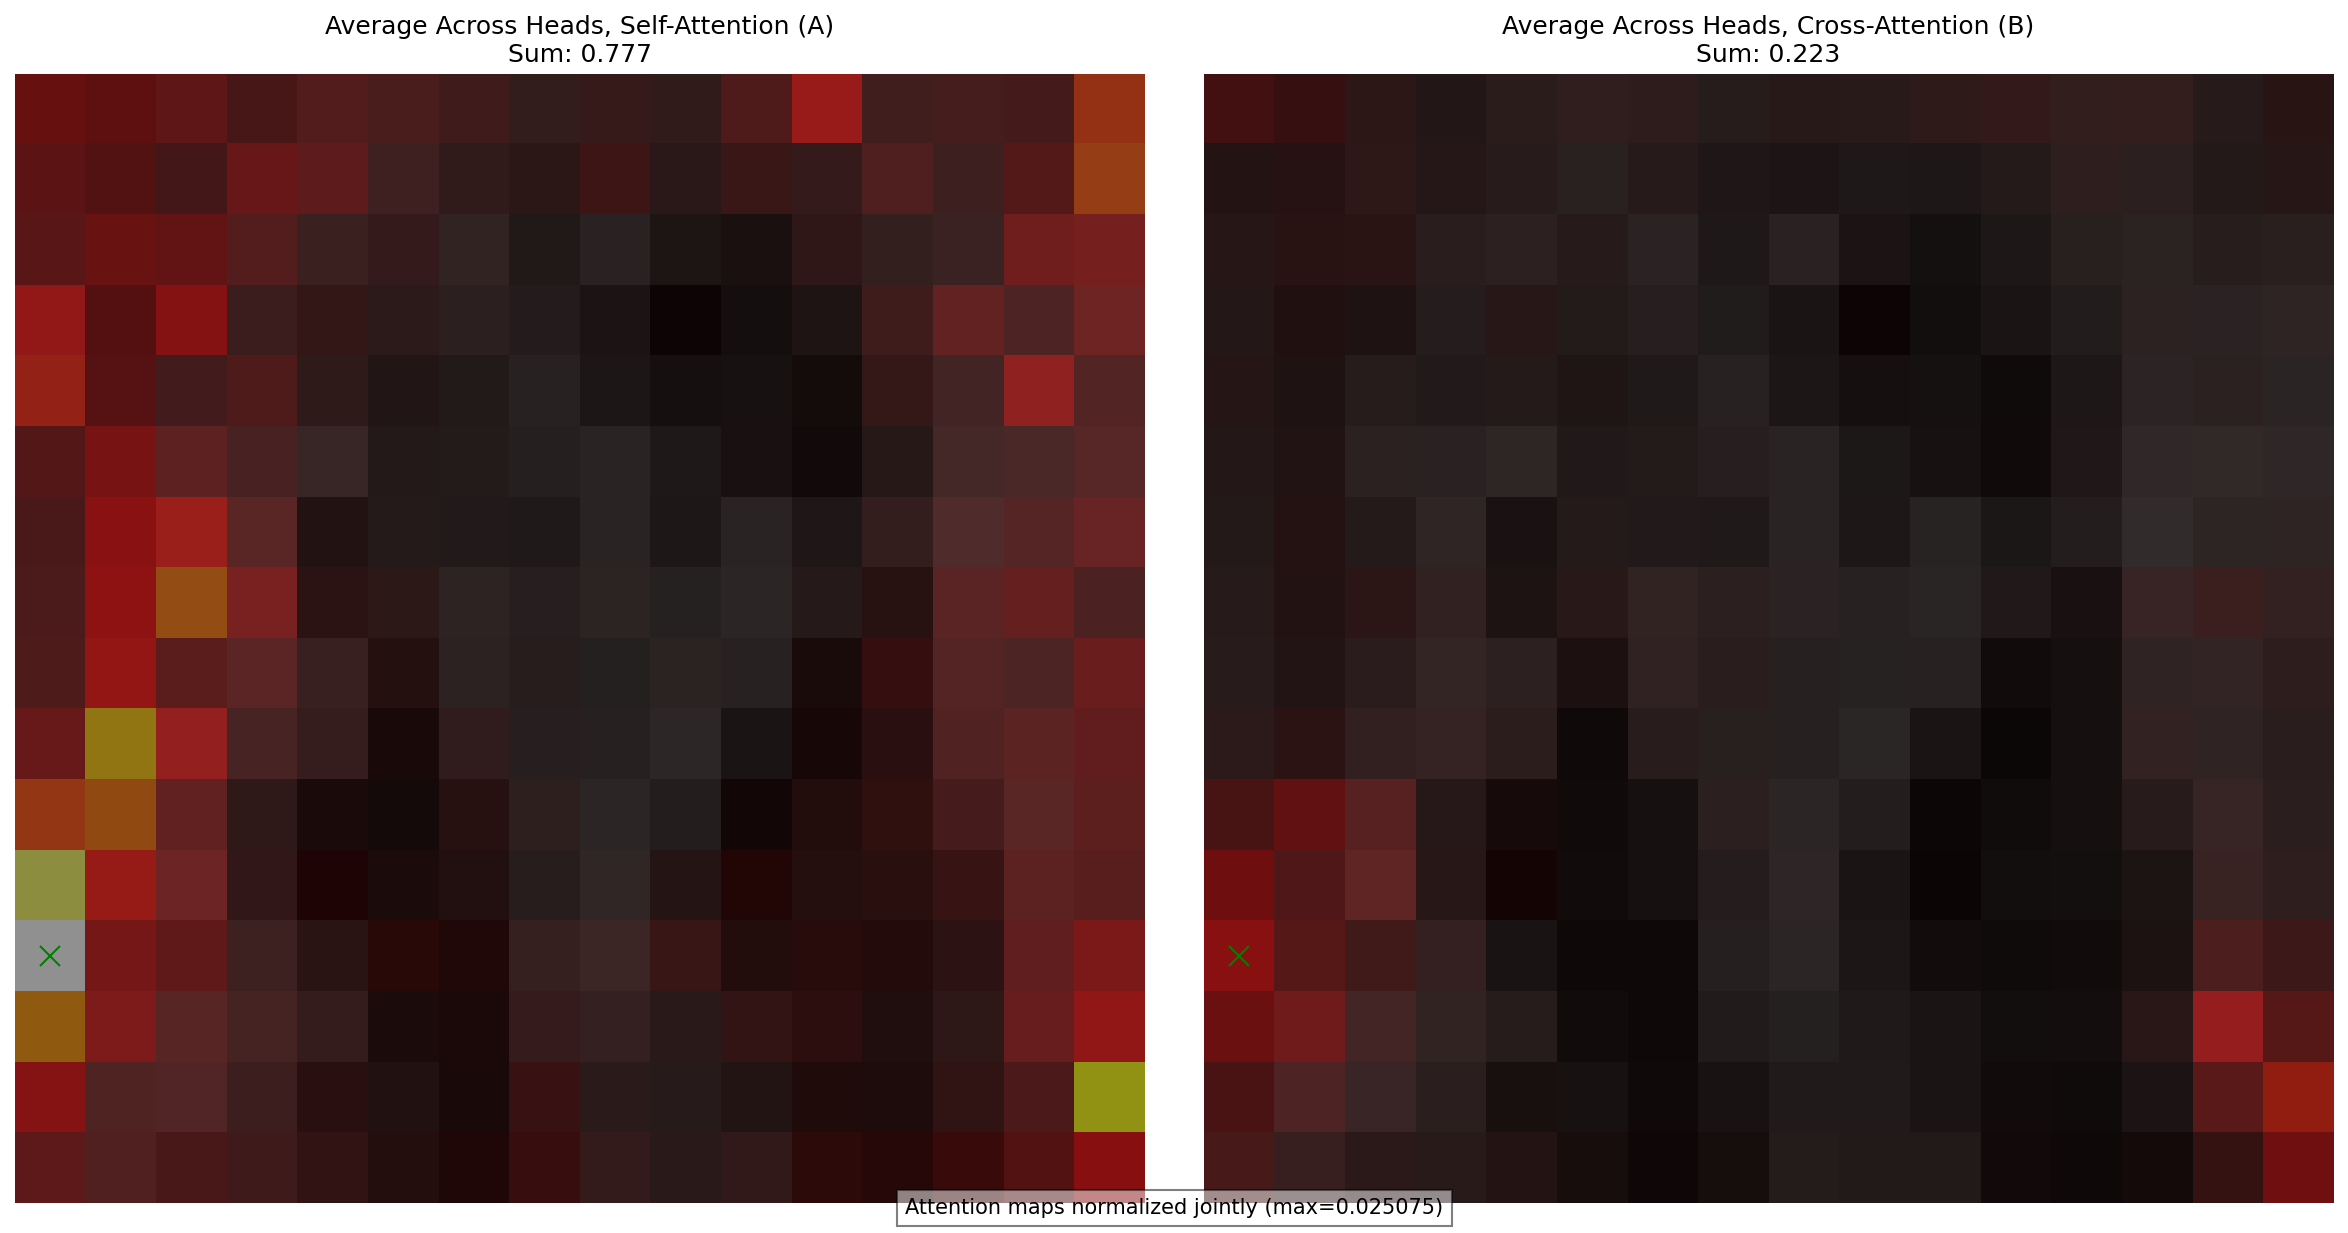 Average Across Heads, Self-Attention (A)
Sum: 0.777
Average Across Heads, Cross-Attention (B)
Sum: 0.223
Attention maps normalized jointly (max=0.025075)